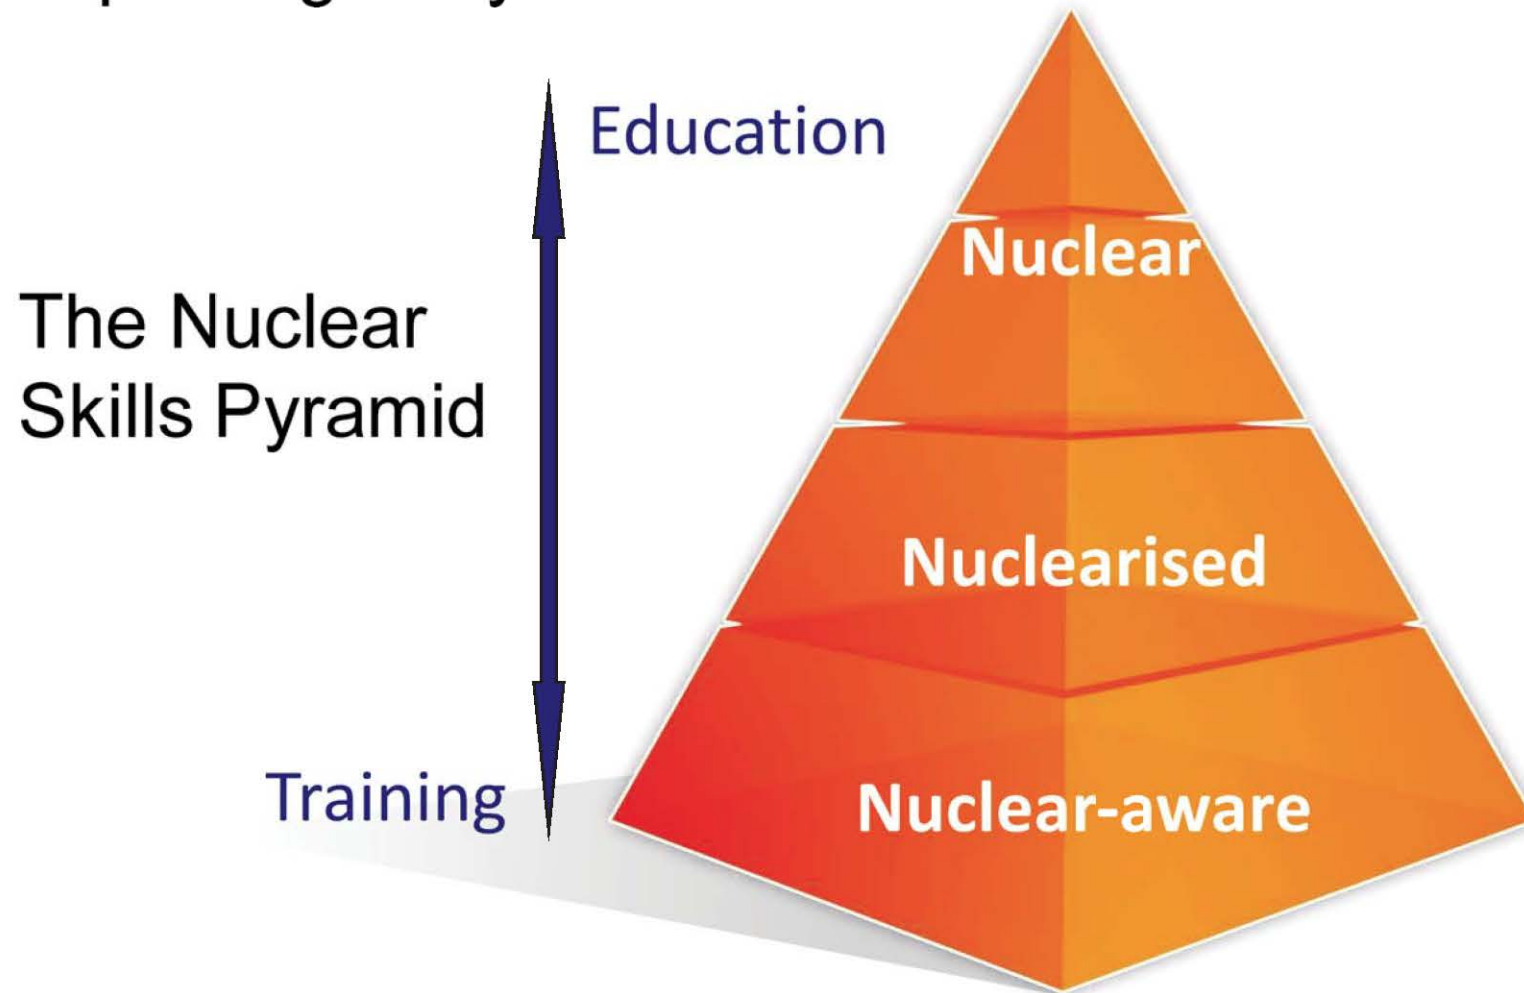 Education
Nuclear
The Nuclear
Skills Pyramid
Nuclearised
Training
Nuclear-aware